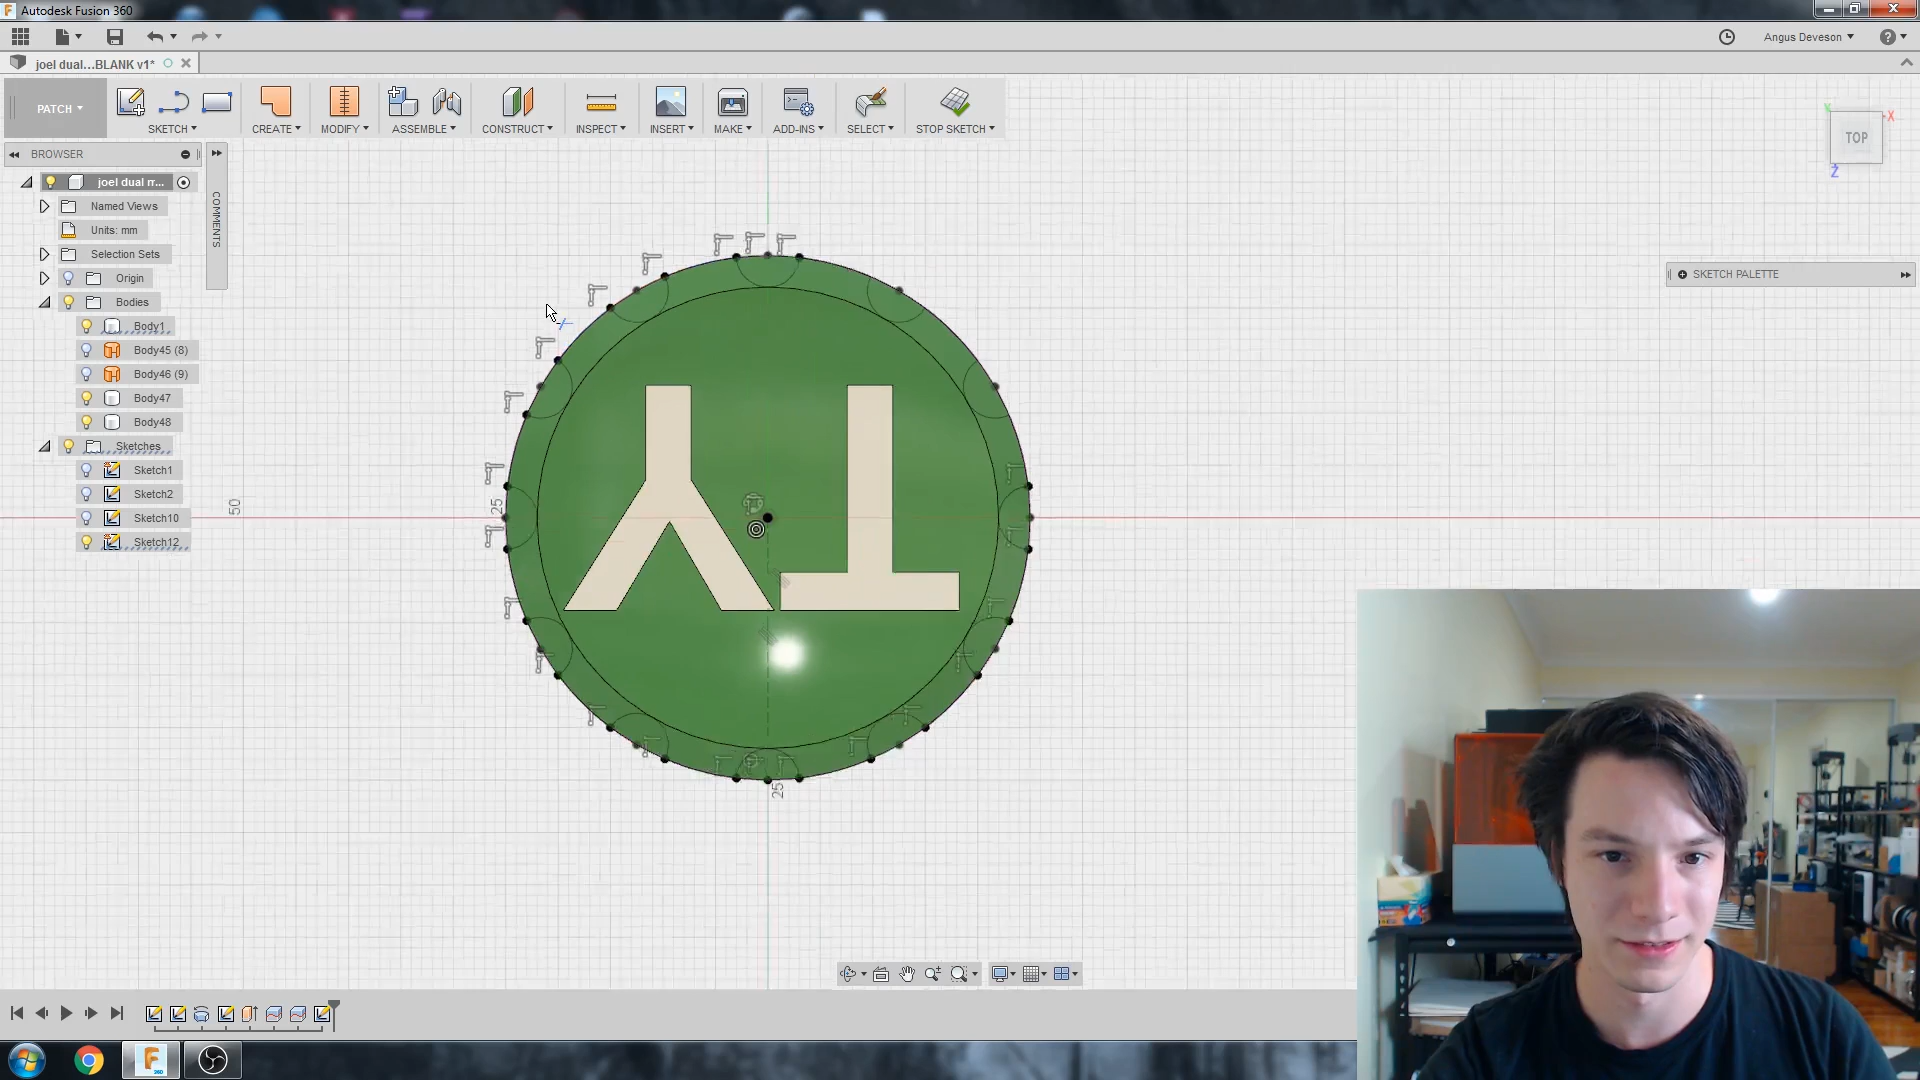 Autodesk Fusion 360
Angus Deveson
joel dual...BLANK v1*
PATCH
SKETCH
CREATE
MODIFY
ASSEMBLE
CONSTRUCT
INSPECT
INSERT
MAKE
ADD-INS
SELECT
STOP SKETCH
TOP
X
Y
Z
BROWSER
COMMENTS
joel dual rr...
Named Views
Units: mm
Selection Sets
Origin
Bodies
Body1
Body45 (8)
Body46 (9)
Body47
Body48
Sketches
Sketch1
Sketch2
Sketch10
Sketch12
SKETCH PALETTE
50
25
TY
25